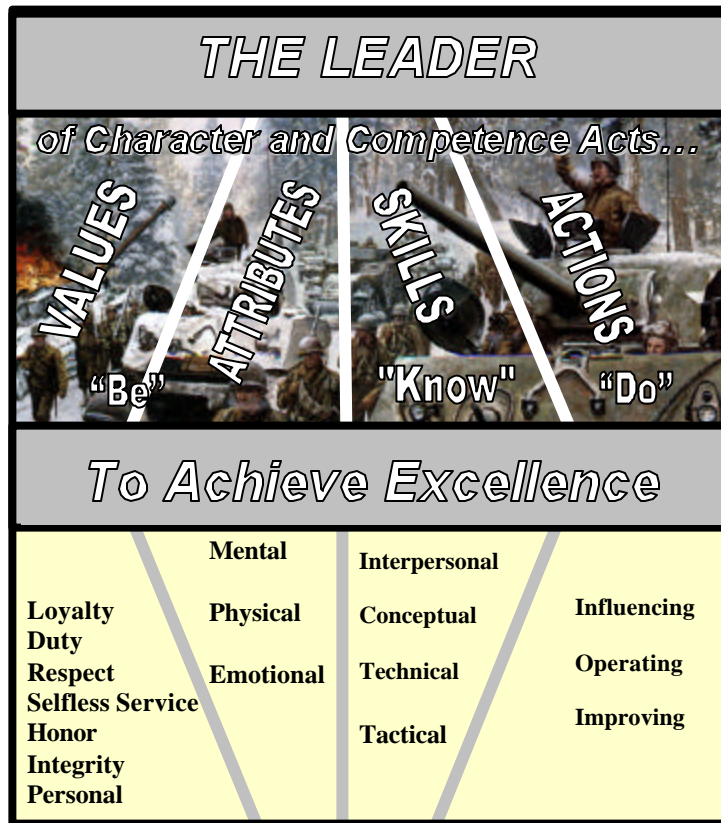 THE LEADER
of Character and Competence Acts...
VALUES
ATTRIBUTES
SKILLS
ACTIONS
“Be”
"Know"
“Do”
To Achieve Excellence
Loyalty
Duty
Respect
Selfless Service
Honor
Integrity
Personal
Mental
Physical
Emotional
Interpersonal
Conceptual
Technical
Tactical
Influencing
Operating
Improving